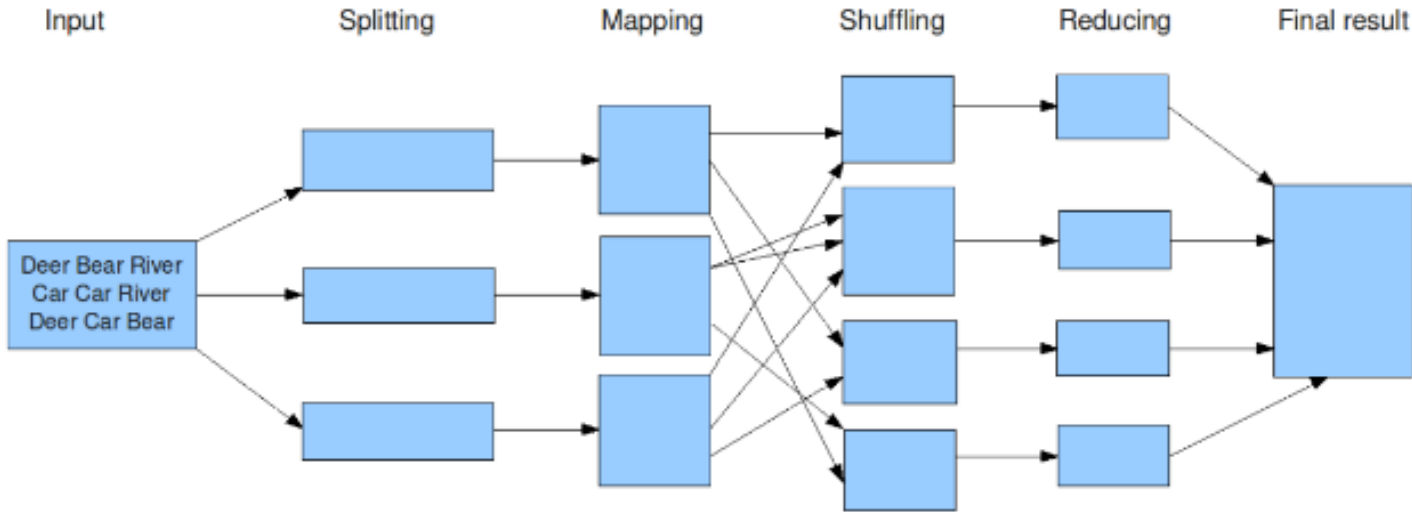 Input
Splitting
Mapping
Shuffling
Reducing
Final result
Deer Bear River
Car Car River
Deer Car Bear